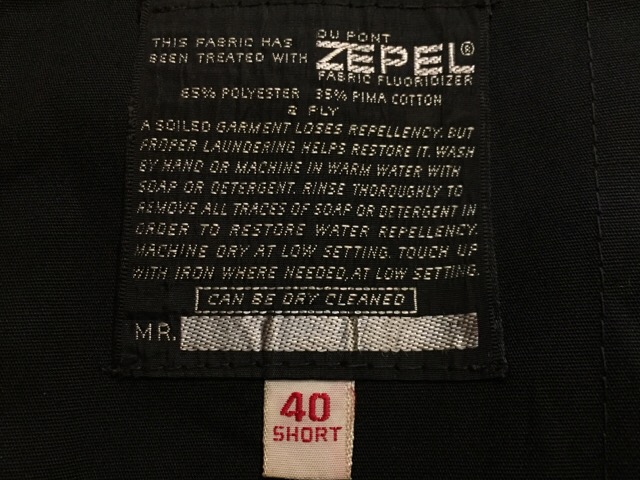 THIS FABRIC HAS
BEEN TREATED WITH
DU PONT
ZEPEL®
FABRIC FLUORIDIZER
65% POLYESTER 35% PIMA COTTON
2 PLY
A SOILED GARMENT LOSES REPELLENCY, BUT
PROPER LAUNDERING HELPS RESTORE IT. WASH
BY HAND OR MACHINE IN WARM WATER WITH
SOAP OR DETERGENT. RINSE THOROUGHLY TO
REMOVE ALL TRACES OF SOAP OR DETERGENT IN
ORDER TO RESTORE WATER REPELLENCY.
MACHINE DRY AT LOW SETTING. TOUCH UP
WITH IRON WHERE NEEDED, AT LOW SETTING.
CAN BE DRY CLEANED
MR.
40
SHORT